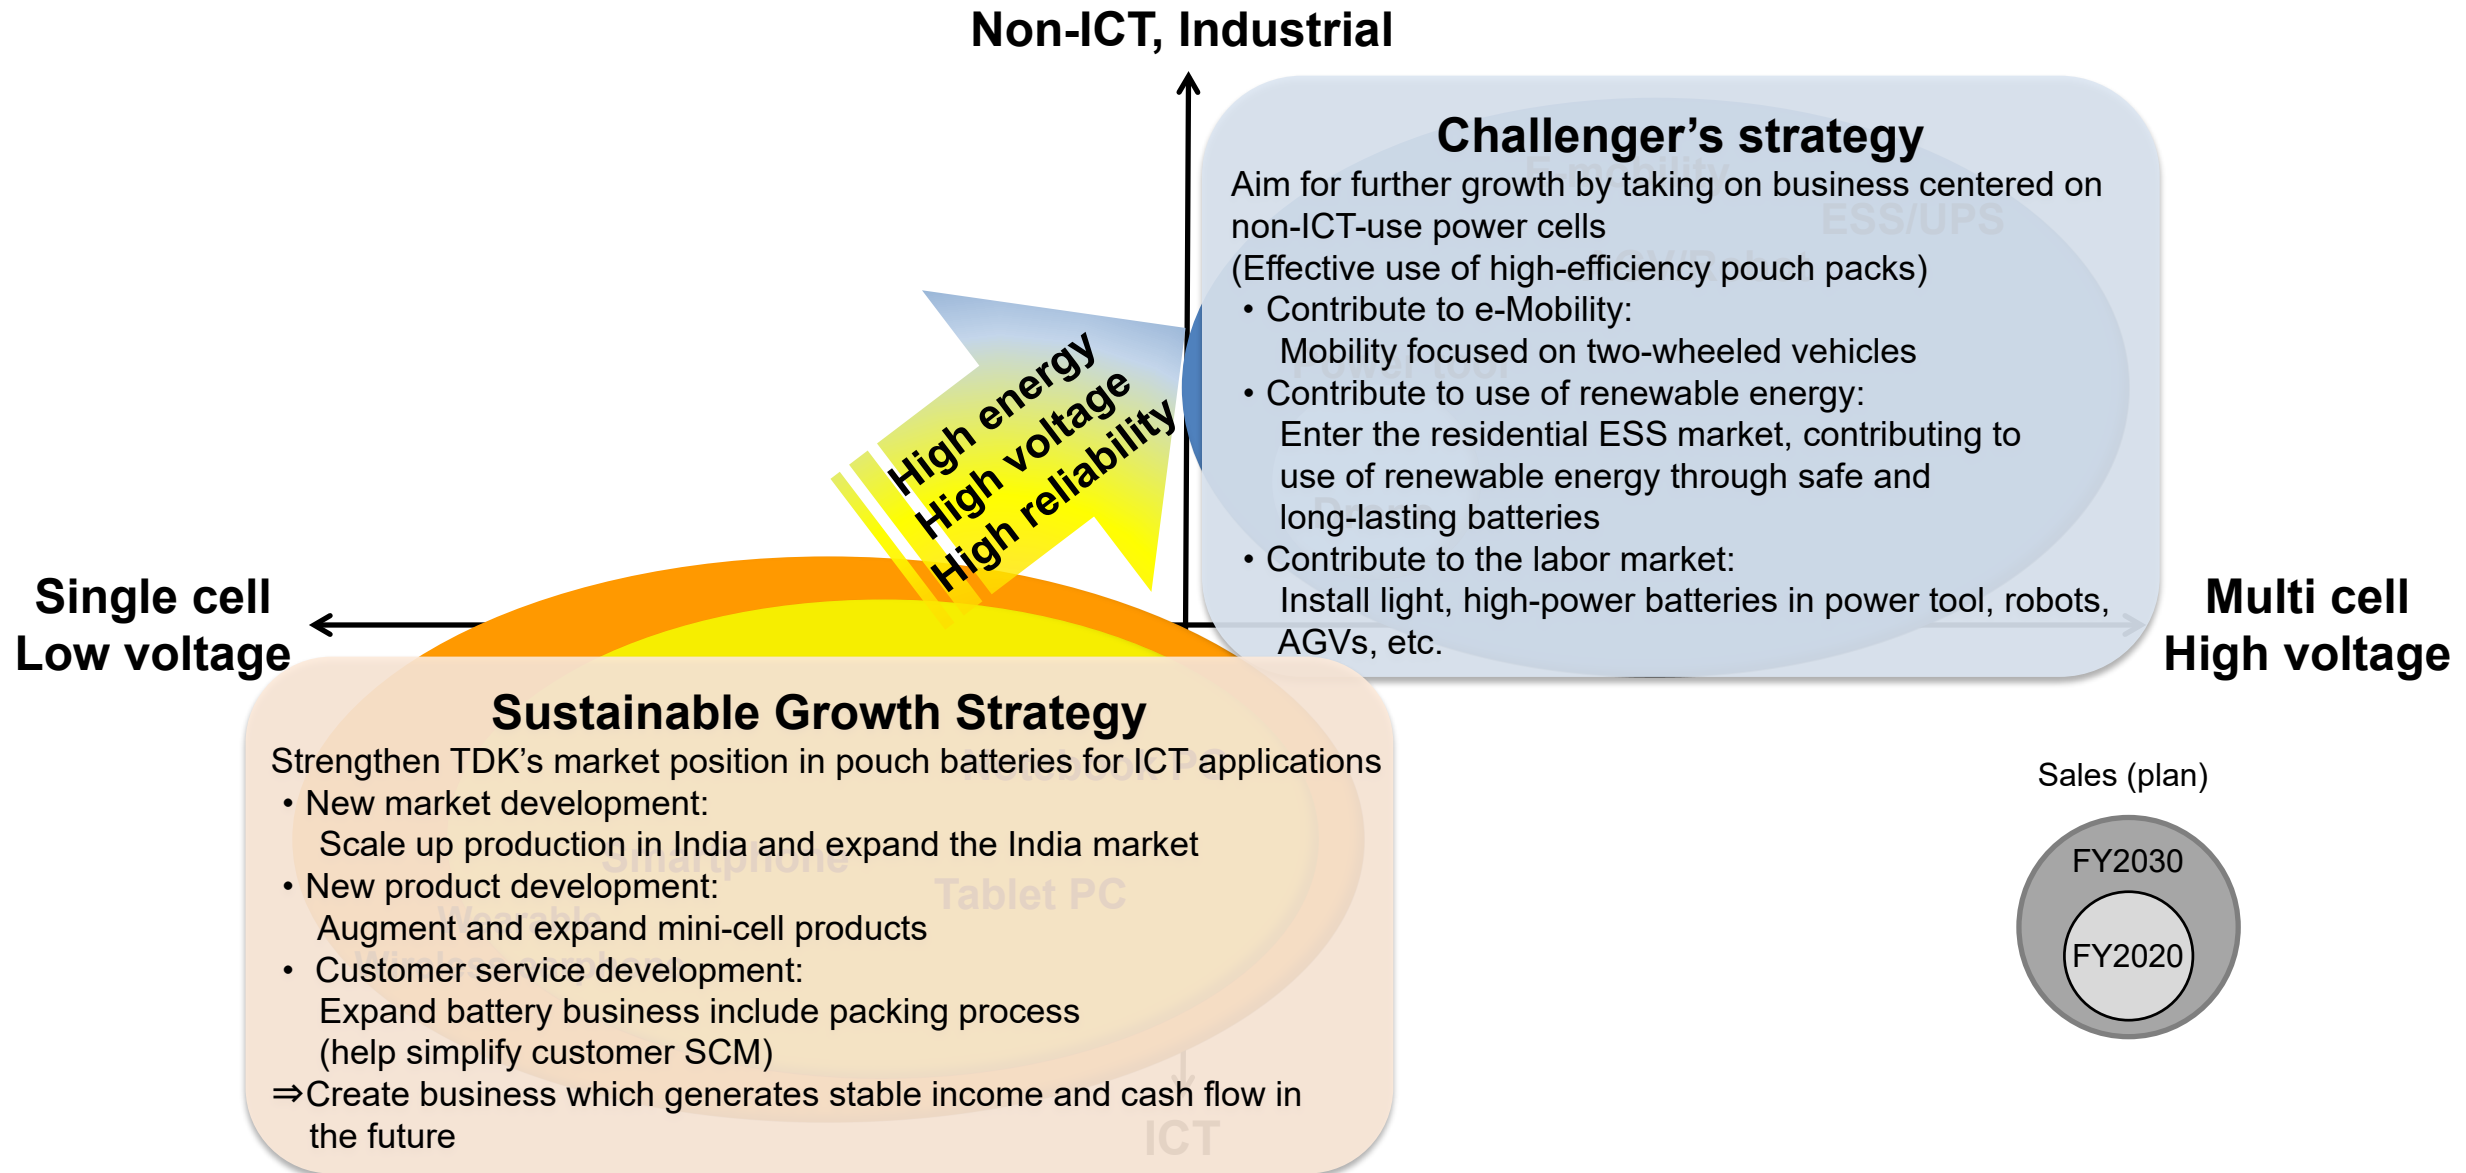 Non-ICT, Industrial
Challenger’s strategy
Aim for further growth by taking on business centered on
non-ICT-use power cells
(Effective use of high-efficiency pouch packs)
• Contribute to e-Mobility:
Mobility focused on two-wheeled vehicles
• Contribute to use of renewable energy:
Enter the residential ESS market, contributing to
use of renewable energy through safe and
long-lasting batteries
• Contribute to the labor market:
Install light, high-power batteries in power tool, robots,
AGVs, etc.
E-mobility
ESS/UPS
Power tool
High energy
High voltage
High reliability
Single cell
Low voltage
Multi cell
High voltage
Sustainable Growth Strategy
Strengthen TDK’s market position in pouch batteries for ICT applications
• New market development:
Scale up production in India and expand the India market
• New product development:
Augment and expand mini-cell products
• Customer service development:
Expand battery business include packing process
(help simplify customer SCM)
⇒Create business which generates stable income and cash flow in
the future
Notebook PC
Smartphone
Tablet PC
Wearable
ICT
Sales (plan)
FY2030
FY2020